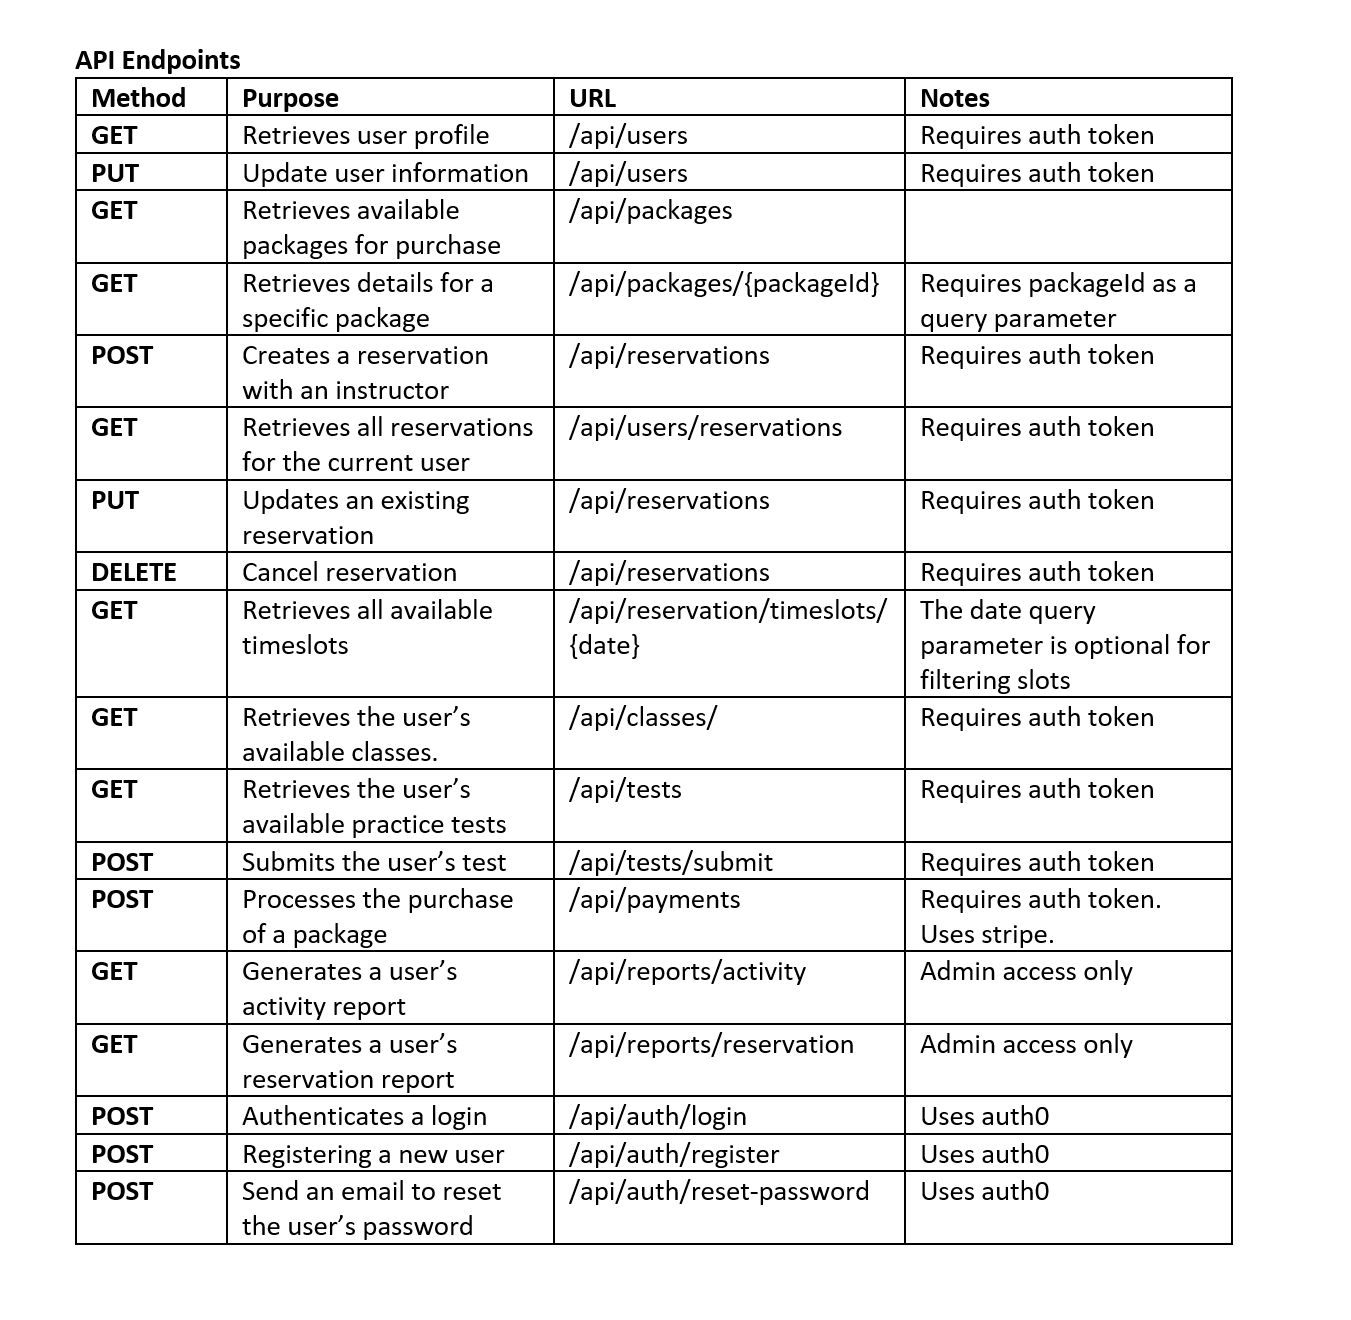 API Endpoints
Method Purpose URL Notes
GET Retrieves user profile /api/users Requires auth token
PUT Update user information /api/users Requires auth token
GET Retrieves available /api/packages
packages for purchase
GET Retrieves details for a /api/packages/{packageId} Requires packageId as a
specific package query parameter
POST Creates a reservation /api/reservations Requires auth token
with an instructor
GET Retrieves all reservations /api/users/reservations Requires auth token
for the current user
PUT Updates an existing /api/reservations Requires auth token
reservation
DELETE Cancel reservation /api/reservations Requires auth token
GET Retrieves all available /api/reservation/timeslots/ The date query
timeslots {date} parameter is optional for
filtering slots
GET Retrieves the user’s /api/classes/ Requires auth token
available classes.
GET Retrieves the user’s /api/tests Requires auth token
available practice tests
POST Submits the user’s test /api/tests/submit Requires auth token
POST Processes the purchase /api/payments Requires auth token.
of a package Uses stripe.
GET Generates a user’s /api/reports/activity Admin access only
activity report
GET Generates a user’s /api/reports/reservation Admin access only
reservation report
POST Authenticates a login /api/auth/login Uses auth0
POST Registering a new user /api/auth/register Uses auth0
POST Send an email to reset /api/auth/reset-password Uses auth0
the user’s password